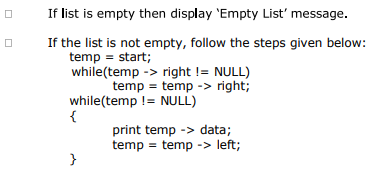 If list is empty then display ‘Empty List’ message.
If the list is not empty, follow the steps given below:
temp = start;
while(temp -> right != NULL)
temp = temp -> right;
while(temp != NULL)
{
print temp -> data;
temp = temp -> left;
}